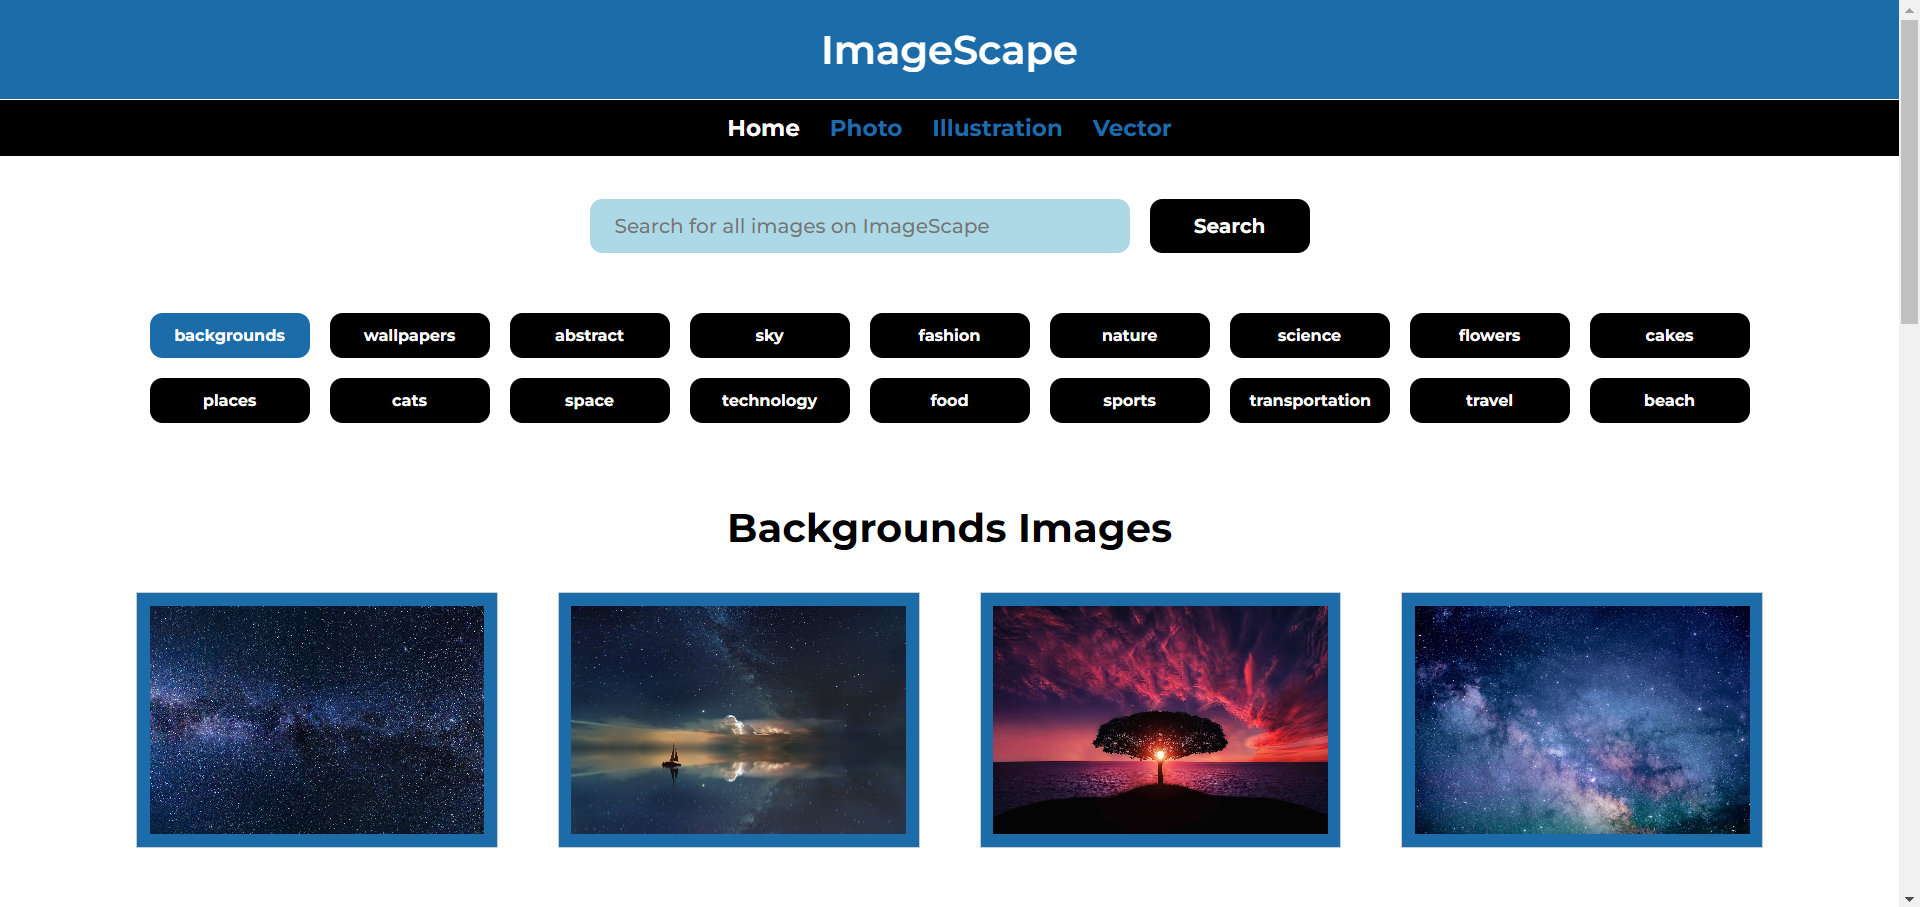 ImageScape
Home Photo Illustration Vector
Search for all images on ImageScape Search
backgrounds wallpapers abstract sky fashion nature science flowers cakes
places cats space technology food sports transportation travel beach
Backgrounds Images